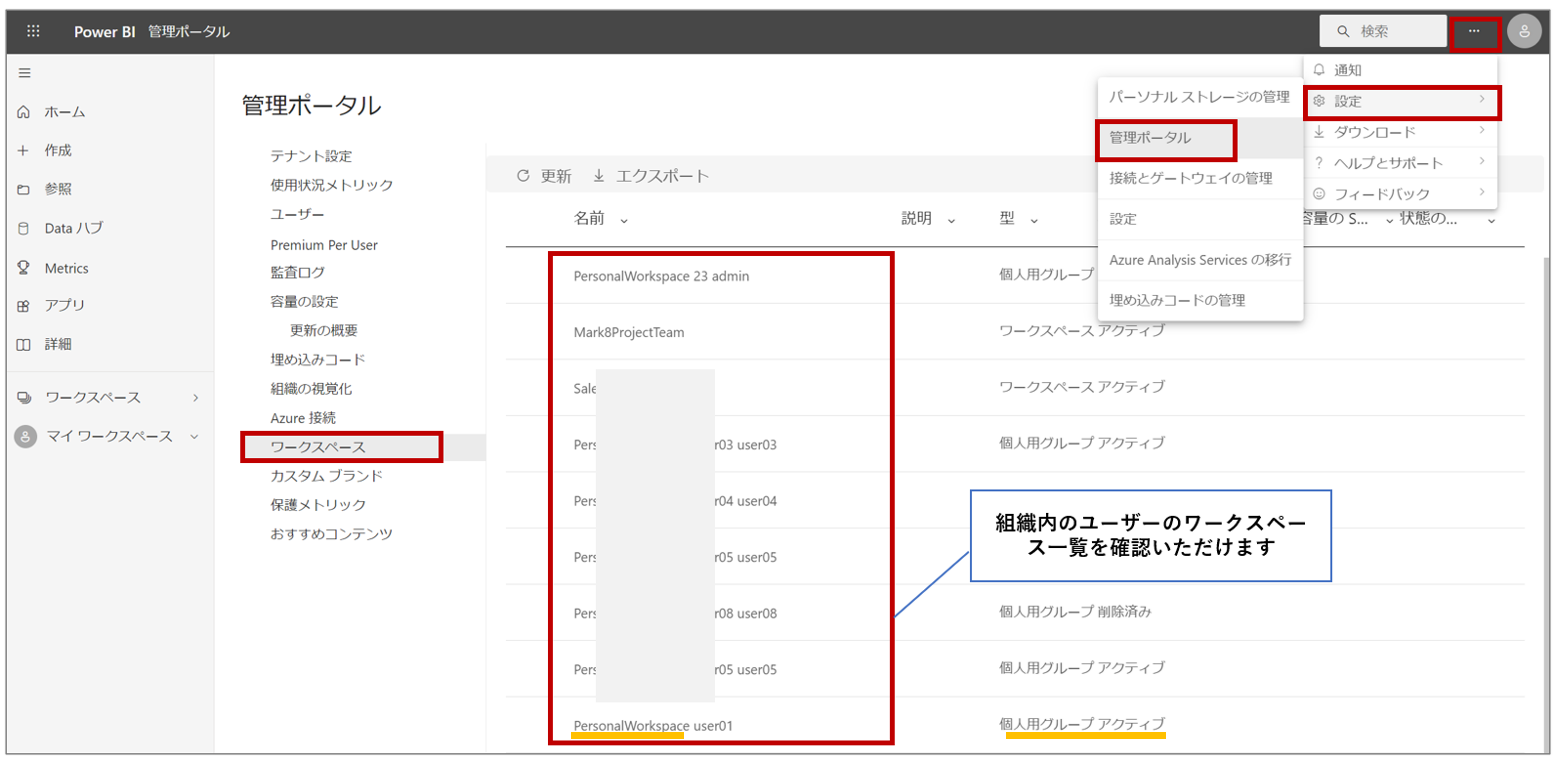 Power BI 管理ポータル
検索
ホーム
作成
参照
Data ハブ
Metrics
アプリ
詳細
ワークスペース
マイ ワークスペース
管理ポータル
テナント設定
使用状況メトリック
ユーザー
Premium Per User
監査ログ
容量の設定
更新の概要
埋め込みコード
組織の視覚化
Azure 接続
ワークスペース
カスタム ブランド
保護メトリック
おすすめコンテンツ
通知
設定
ダウンロード
ヘルプとサポート
フィードバック
パーソナル ストレージの管理
管理ポータル
接続とゲートウェイの管理
設定
Azure Analysis Services の移行
埋め込みコードの管理
更新 エクスポート
名前 説明 型 容量の S... 状態の...
PersonalWorkspace 23 admin 個人用グループ
Mark8ProjectTeam ワークスペース アクティブ
Sale ワークスペース アクティブ
Pers r03 user03 個人用グループ アクティブ
Pers r04 user04
Pers r05 user05
Pers r08 user08 個人用グループ 削除済み
Pers r05 user05 個人用グループ アクティブ
PersonalWorkspace user01 個人用グループ アクティブ
組織内のユーザーのワークスペー
ス一覧を確認いただけます